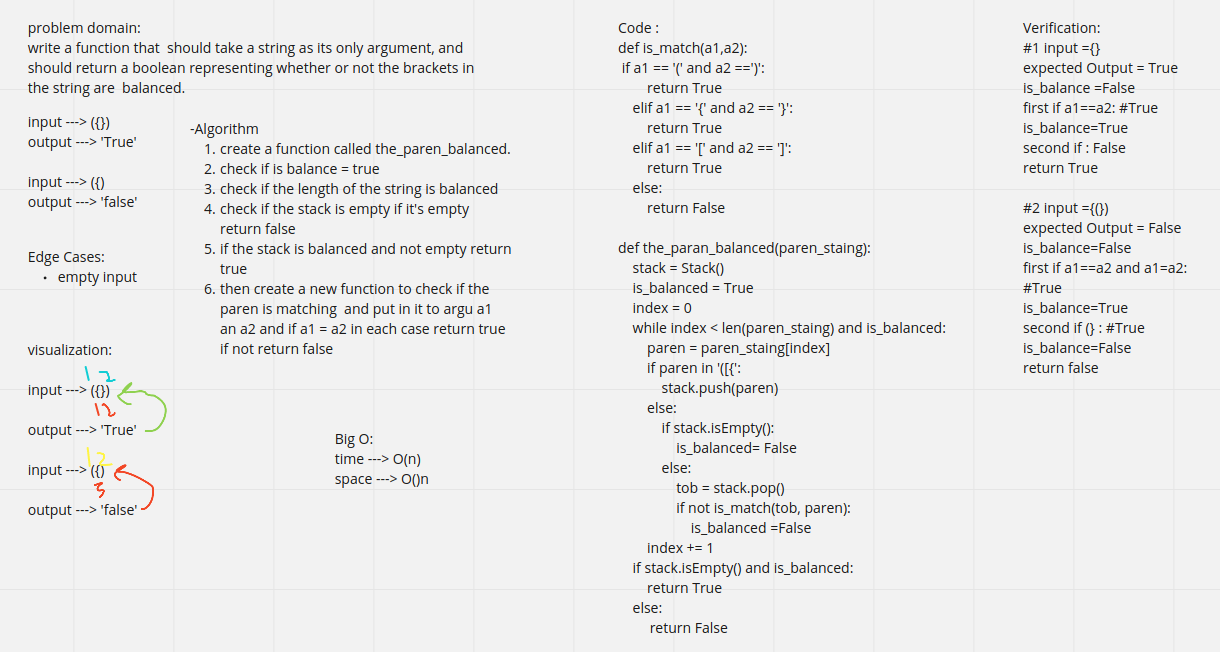 problem domain:
write a function that  should take a string as its only argument, and
should return a boolean representing whether or not the brackets in
the string are  balanced.
input ---> ({})
output ---> 'True'
input ---> ({)
output ---> 'false'
Edge Cases:
• empty input
visualization:
1 2
input ---> ({})
1 2
output ---> 'True'
1 2
input ---> ({)
3
output ---> 'false'
-Algorithm
1. create a function called the_paren_balanced.
2. check if is balance = true
3. check if the length of the string is balanced
4. check if the stack is empty if it's empty
return false
5. if the stack is balanced and not empty return
true
6. then create a new function to check if the
paren is matching  and put in it to argu a1
an a2 and if a1 = a2 in each case return true
if not return false
Big O:
time ---> O(n)
space ---> O()n
Code :
def is_match(a1,a2):
if a1 == '(' and a2 ==')':
return True
elif a1 == '{' and a2 == '}':
return True
elif a1 == '[' and a2 == ']':
return True
else:
return False
def the_paran_balanced(paren_staing):
stack = Stack()
is_balanced = True
index = 0
while index < len(paren_staing) and is_balanced:
paren = paren_staing[index]
if paren in '([{':
stack.push(paren)
else:
if stack.isEmpty():
is_balanced= False
else:
tob = stack.pop()
if not is_match(tob, paren):
is_balanced =False
index += 1
if stack.isEmpty() and is_balanced:
return True
else:
return False
Verification:
#1 input ={}
expected Output = True
is_balance =False
first if a1==a2: #True
is_balance=True
second if : False
return True
#2 input ={(})
expected Output = False
is_balance=False
first if a1==a2 and a1=a2:
#True
is_balance=True
second if (} : #True
is_balance=False
return false